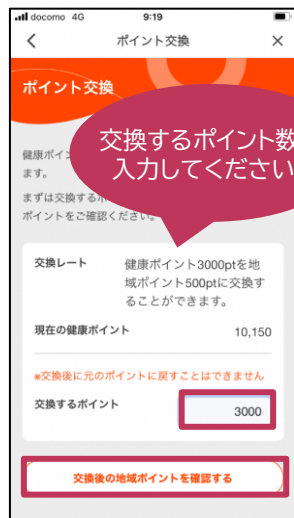 docomo 4G 9:19
ポイント交換
ポイント交換
交換するポイント数
入力してください
健康ポイン
ます。
まずは交換する
ポイントをご確認ください。
交換レート 健康ポイント3000ptを地
域ポイント500ptに交換す
ることができます。
現在の健康ポイント 10,150
※交換後に元のポイントに戻すことはできません
交換するポイント 3000
交換後の地域ポイントを確認する